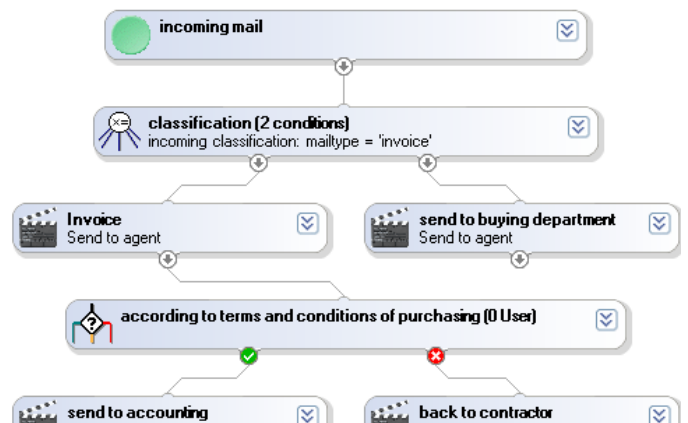 incoming mail
classification (2 conditions)
incoming classification: mailtype = 'invoice'
Invoice
Send to agent
send to buying department
Send to agent
according to terms and conditions of purchasing (0 User)
send to accounting
back to contractor